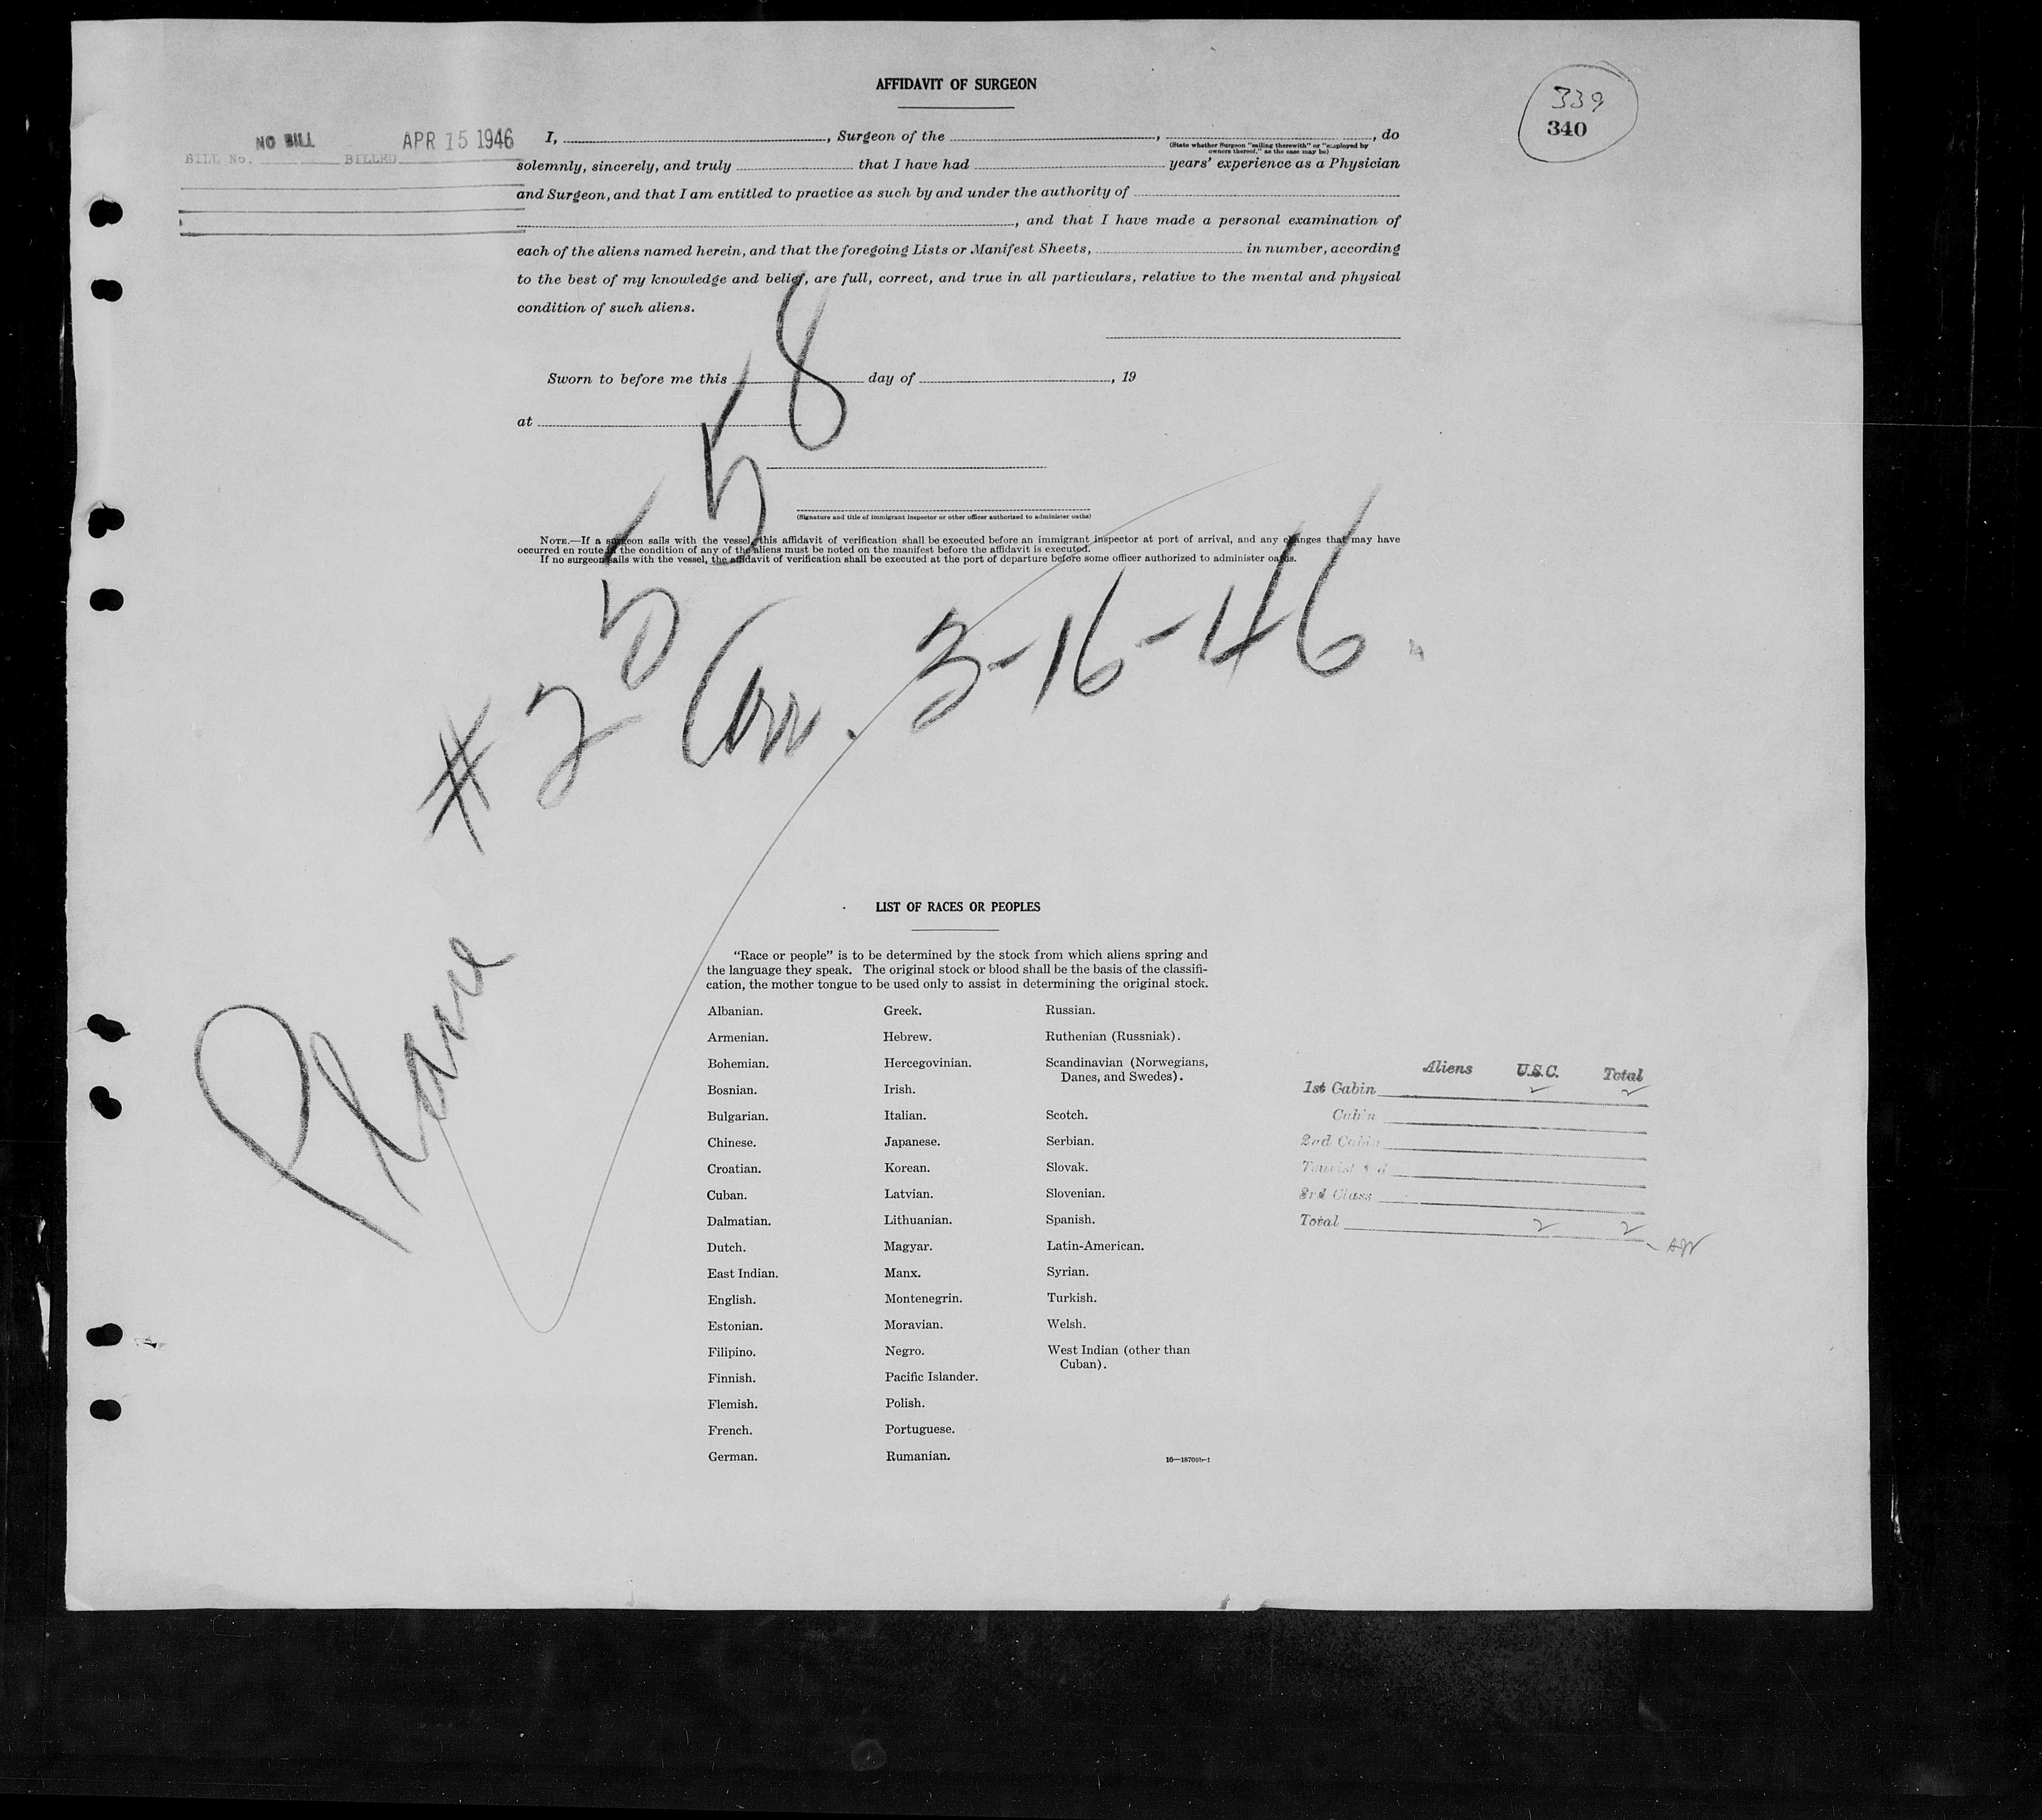 AFFIDAVIT OF SURGEON
339
340
NO BILL APR 15 1946
BILL No. BILLED
I, , Surgeon of the , , do
(State whether Surgeon "sailing therewith" or "employed by
owners thereof," as the case may be)
solemnly, sincerely, and truly that I have had years' experience as a Physician
and Surgeon, and that I am entitled to practice as such by and under the authority of
, and that I have made a personal examination of
each of the aliens named herein, and that the foregoing Lists or Manifest Sheets, in number, according
to the best of my knowledge and belief, are full, correct, and true in all particulars, relative to the mental and physical
condition of such aliens.
Sworn to before me this day of , 19
at
(Signature and title of immigrant inspector or other officer authorized to administer oaths)
NOTE.—If a surgeon sails with the vessel, this affidavit of verification shall be executed before an immigrant inspector at port of arrival, and any changes that may have
occurred en route in the condition of any of the aliens must be noted on the manifest before the affidavit is executed.
If no surgeon sails with the vessel, the affidavit of verification shall be executed at the port of departure before some officer authorized to administer oaths.
Plane #2558
3-16-46
LIST OF RACES OR PEOPLES
"Race or people" is to be determined by the stock from which aliens spring and
the language they speak. The original stock or blood shall be the basis of the classifi-
cation, the mother tongue to be used only to assist in determining the original stock.
Albanian.
Armenian.
Bohemian.
Bosnian.
Bulgarian.
Chinese.
Croatian.
Cuban.
Dalmatian.
Dutch.
East Indian.
English.
Estonian.
Filipino.
Finnish.
Flemish.
French.
German.
Greek.
Hebrew.
Hercegovinian.
Irish.
Italian.
Japanese.
Korean.
Latvian.
Lithuanian.
Magyar.
Manx.
Montenegrin.
Moravian.
Negro.
Pacific Islander.
Polish.
Portuguese.
Rumanian.
Russian.
Ruthenian (Russniak).
Scandinavian (Norwegians,
Danes, and Swedes).
Scotch.
Serbian.
Slovak.
Slovenian.
Spanish.
Latin-American.
Syrian.
Turkish.
Welsh.
West Indian (other than
Cuban).
16—18709b-1
Aliens U.S.C. Total
1st Cabin 2 2
Cabin
2nd Cabin
Tourist 3d
3rd Class
Total 2 2